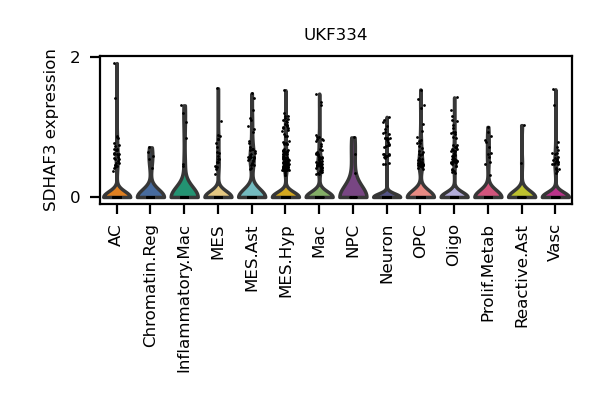 UKF334
SDHAF3 expression
2
0
AC
Chromatin.Reg
Inflammatory.Mac
MES
MES.Ast
MES.Hyp
Mac
NPC
Neuron
OPC
Oligo
Prolif.Metab
Reactive.Ast
Vasc